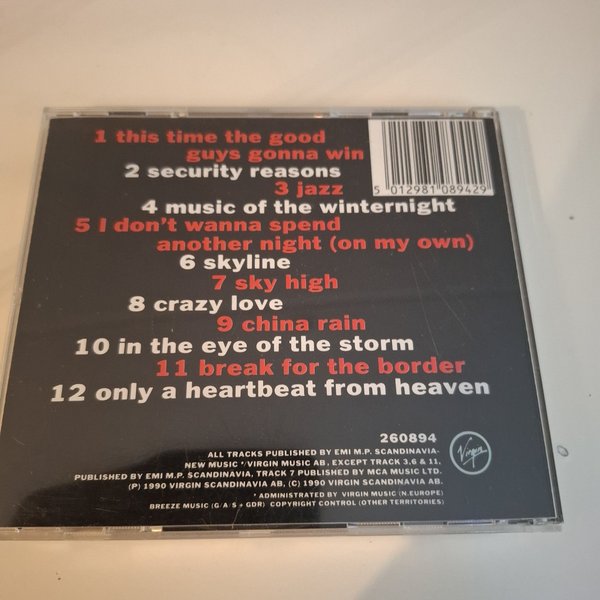 1 this time the good
guys gonna win
2 security reasons
3 jazz
4 music of the winternight
5 I don't wanna spend
another night (on my own)
6 skyline
7 sky high
8 crazy love
9 china rain
10 in the eye of the storm
11 break for the border
12 only a heartbeat from heaven
5 012981 089429
260894
Virgin
ALL TRACKS PUBLISHED BY EMI M.P. SCANDINAVIA-
NEW MUSIC */VIRGIN MUSIC AB, EXCEPT TRACK 3,6 & 11,
PUBLISHED BY EMI M.P. SCANDINAVIA, TRACK 7 PUBLISHED BY MCA MUSIC LTD.
(P) 1990 VIRGIN SCANDINAVIA AB, (C) 1990 VIRGIN SCANDINAVIA AB.
* ADMINISTRATED BY VIRGIN MUSIC (N.EUROPE)
BREEZE MUSIC (G/A/S + GDR) COPYRIGHT CONTROL (OTHER TERRITORIES)